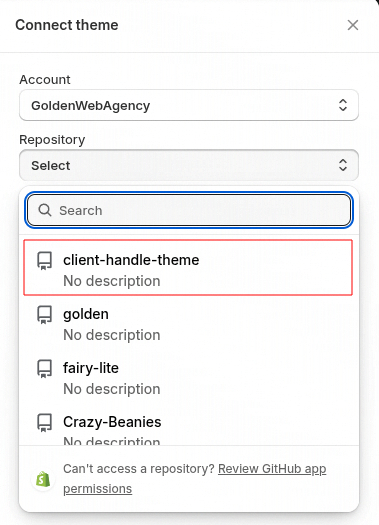 Connect theme
Account
GoldenWebAgency
Repository
Select
Search
client-handle-theme
No description
golden
No description
fairy-lite
No description
Crazy-Beanies
No description
Can't access a repository? Review GitHub app
permissions